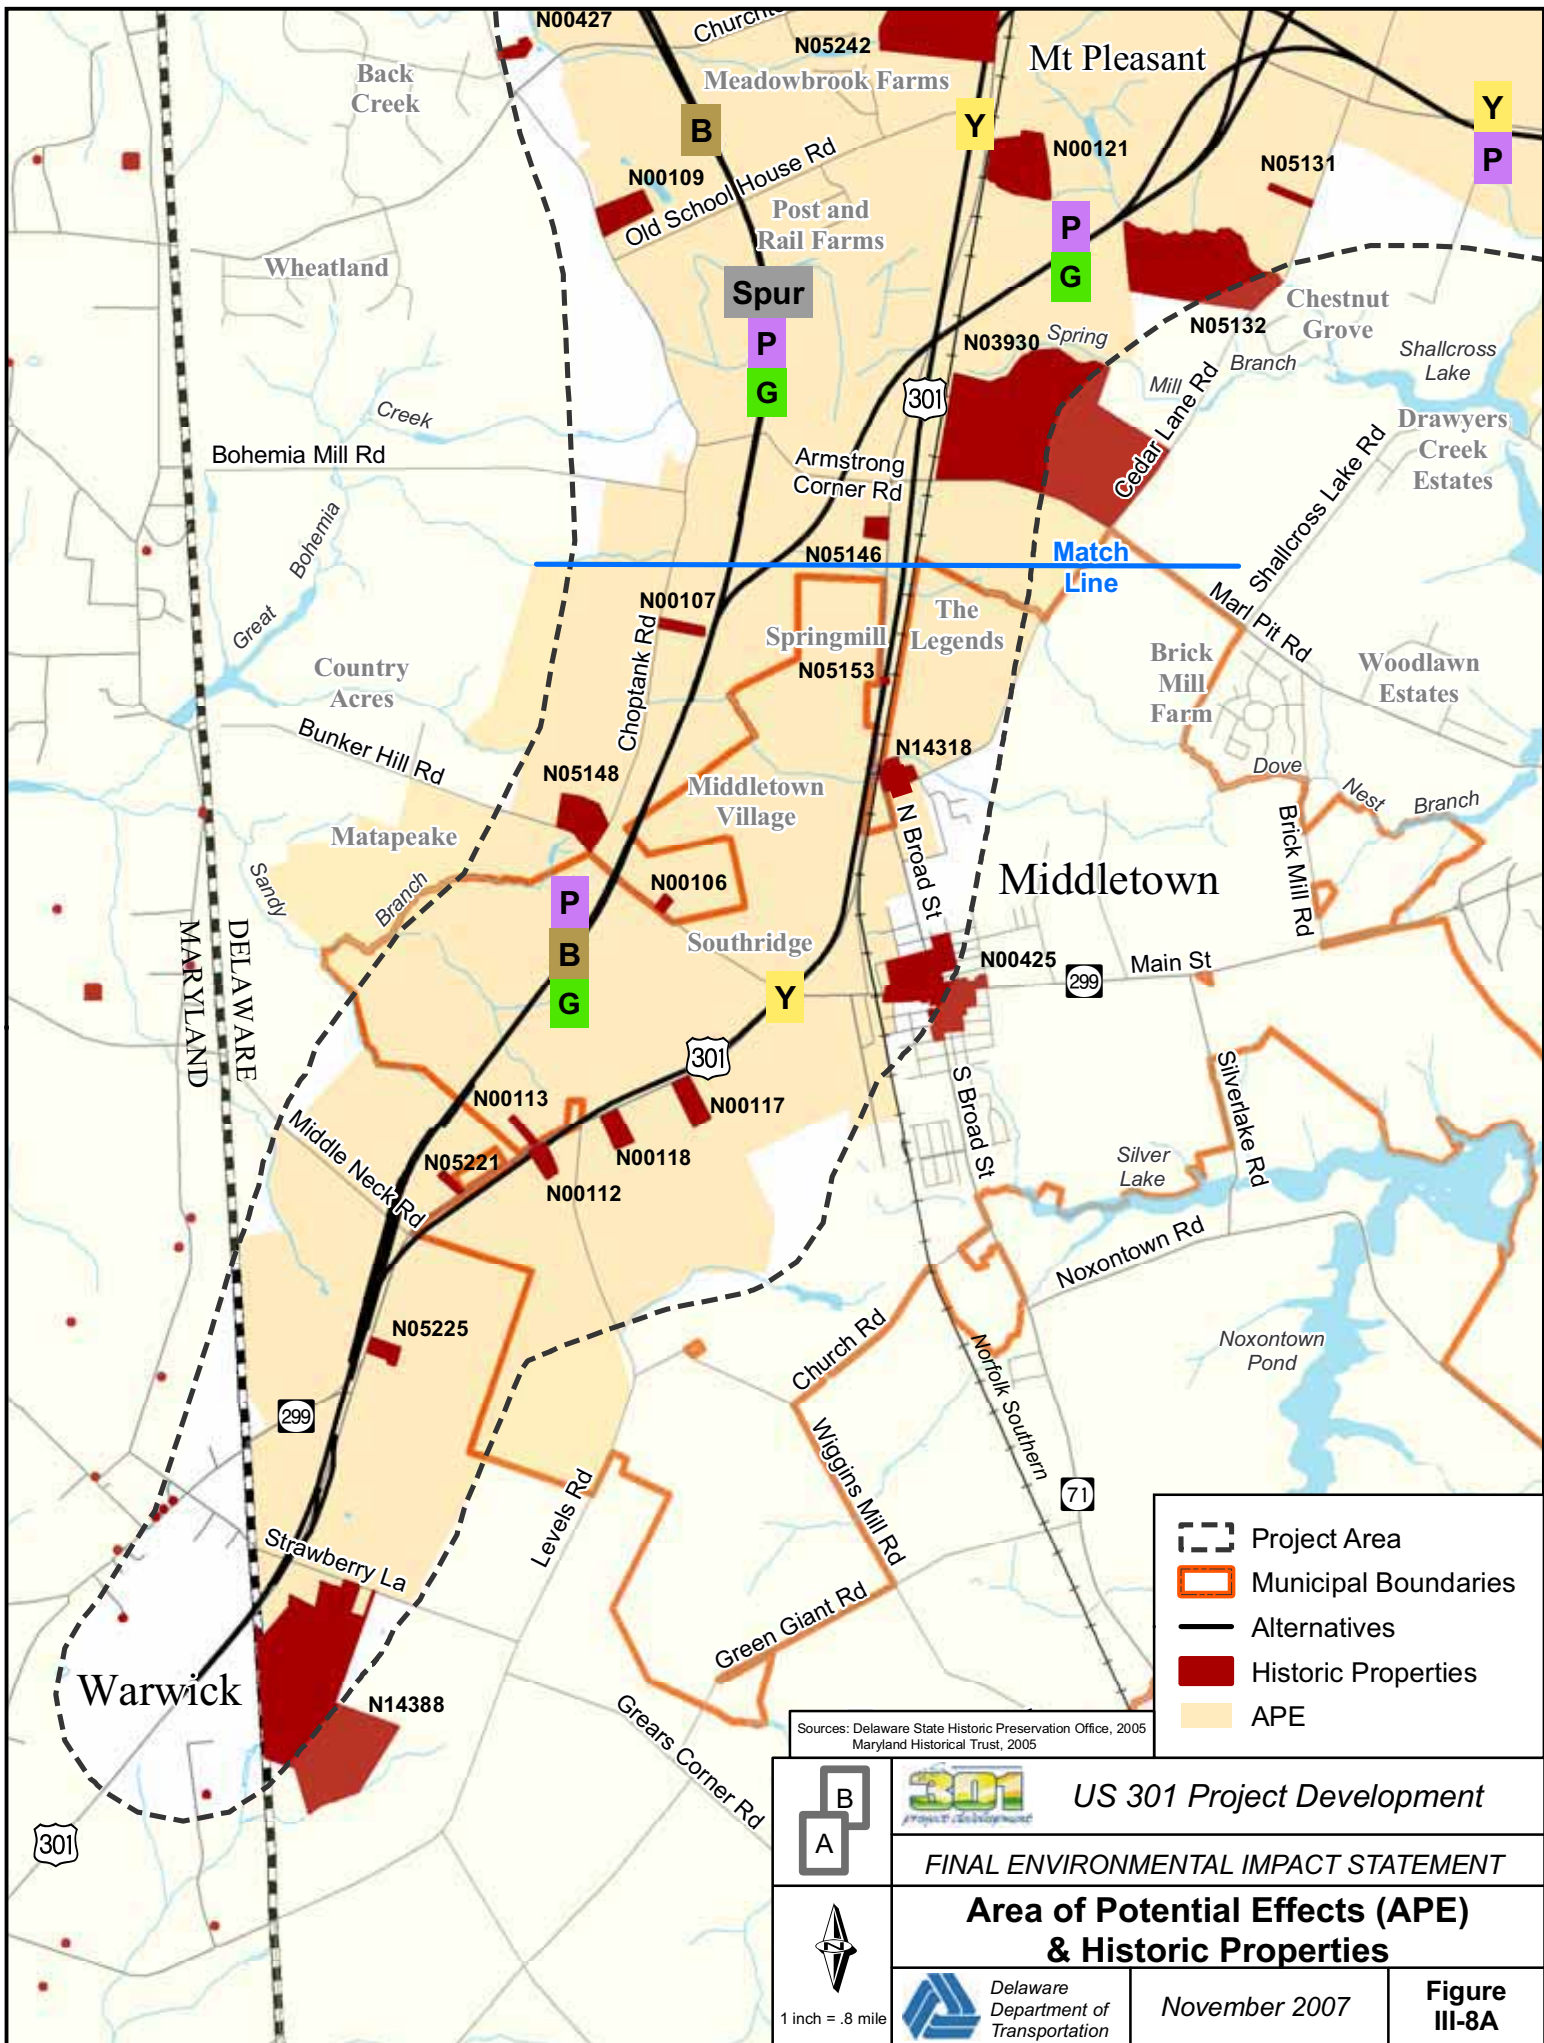 N00427
Churcht
N05242
Mt Pleasant
Back
Creek
Meadowbrook Farms
B
Y
Y
P
N00121
N05131
N00109
Old School House Rd
Post and
Rail Farms
P
G
Wheatland
Spur
P
G
N05132
Chestnut
Grove
N03930
Spring
Mill
Branch
Shallcross
Lake
301
Creek
Cedar Lane Rd
Drawyers
Creek
Estates
Bohemia Mill Rd
Armstrong
Corner Rd
Shallcross Lake Rd
Bohemia
Great
N05146
Match
Line
N00107
Choptank Rd
The
Legends
Springmill
N05153
Marl Pit Rd
Brick
Mill
Farm
Woodlawn
Estates
Country
Acres
Bunker Hill Rd
N05148
N14318
Middletown
Village
Dove
Nest
Branch
Matapeake
N Broad St
Brick Mill Rd
Sandy
Branch
N00106
Middletown
P
B
G
Southridge
N00425
Main St
299
Y
MARYLAND
DELAWARE
301
N00113
N00117
S Broad St
Silverlake Rd
Middle Neck Rd
N05221
N00118
N00112
Silver
Lake
Noxontown Rd
N05225
Church Rd
Norfolk Southern
Noxontown
Pond
299
Wiggins Mill Rd
Levels Rd
71
Strawberry La
Green Giant Rd
Warwick
N14388
Grears Corner Rd
301
Project Area
Municipal Boundaries
Alternatives
Historic Properties
APE
Sources: Delaware State Historic Preservation Office, 2005
Maryland Historical Trust, 2005
B
A
301
project development
US 301 Project Development
FINAL ENVIRONMENTAL IMPACT STATEMENT
N
1 inch = .8 mile
Area of Potential Effects (APE)
& Historic Properties
Delaware
Department of
Transportation
November 2007
Figure
III-8A